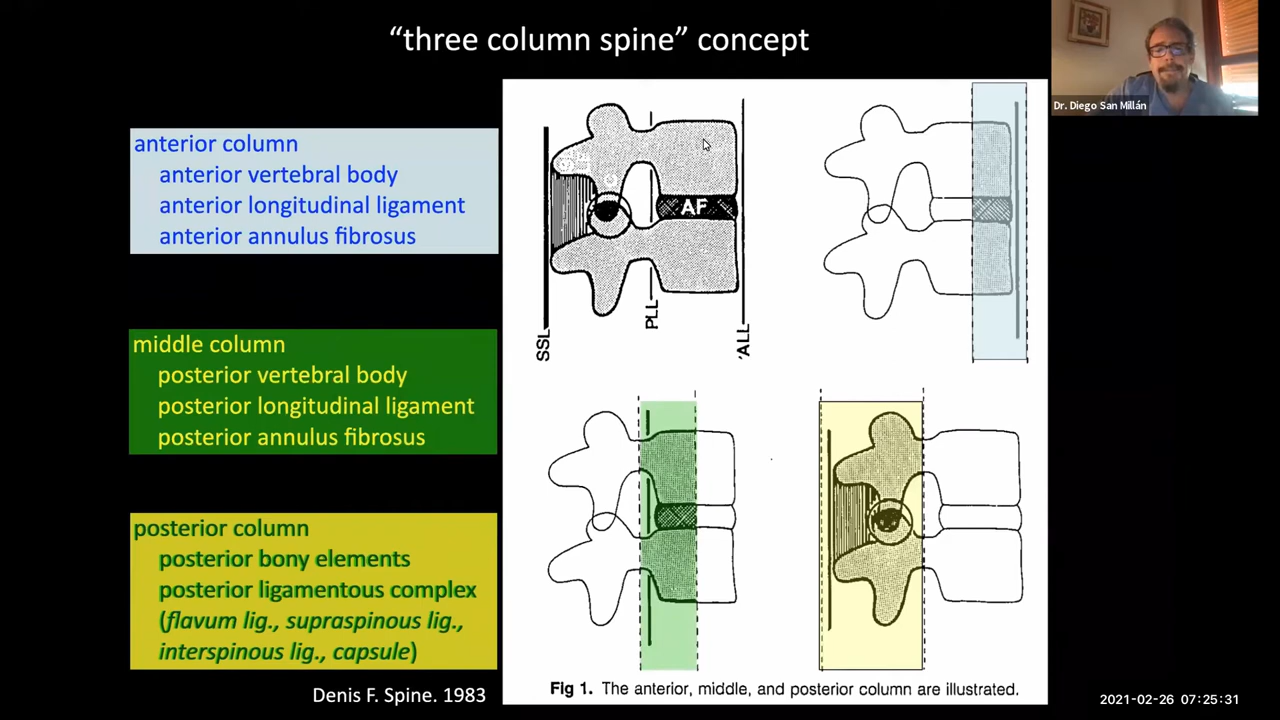 “three column spine” concept
Dr. Diego San Millán
anterior column
anterior vertebral body
anterior longitudinal ligament
anterior annulus fibrosus
middle column
posterior vertebral body
posterior longitudinal ligament
posterior annulus fibrosus
posterior column
posterior bony elements
posterior ligamentous complex
(flavum lig., supraspinous lig.,
interspinous lig., capsule)
Denis F. Spine. 1983
AF
SSL
PLL
ALL
Fig 1. The anterior, middle, and posterior column are illustrated.
2021-02-26 07:25:31